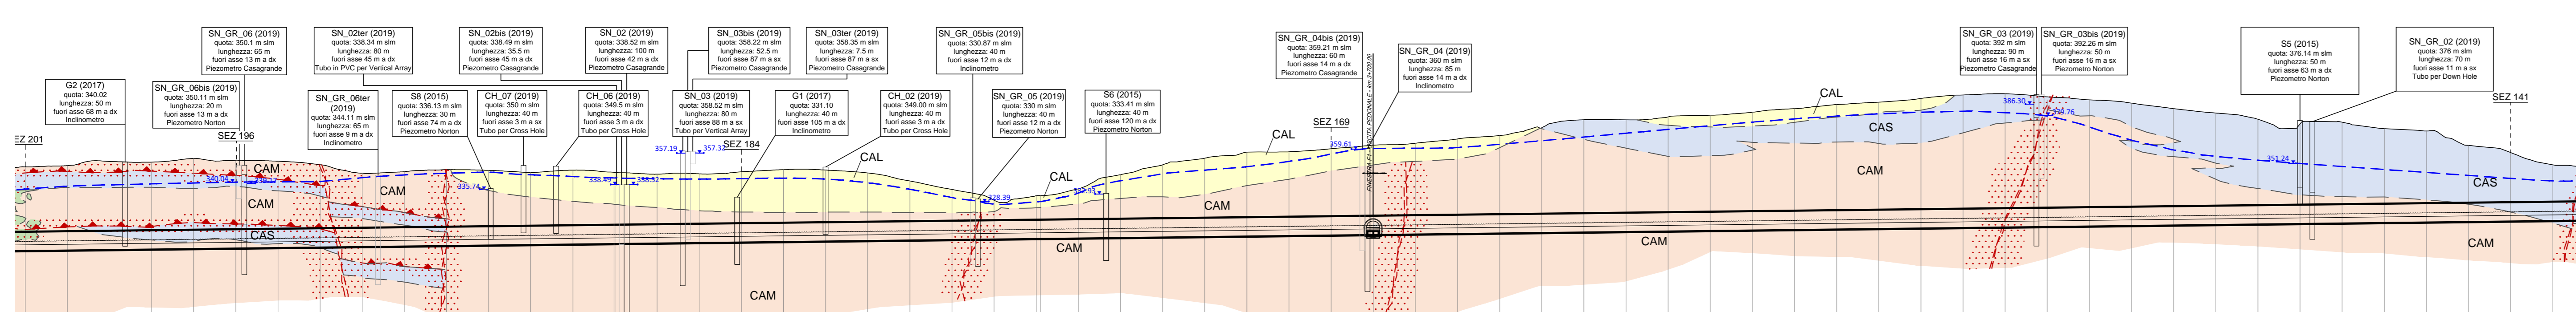 SN_GR_06 (2019)
quota: 350.1 m slm
lunghezza: 65 m
fuori asse 13 m a dx
Piezometro Casagrande
SN_02ter (2019)
quota: 338.34 m slm
lunghezza: 80 m
fuori asse 45 m a dx
Tubo in PVC per Vertical Array
SN_02bis (2019)
quota: 338.49 m slm
lunghezza: 35.5 m
fuori asse 45 m a dx
Piezometro Casagrande
SN_02 (2019)
quota: 338.52 m slm
lunghezza: 100 m
fuori asse 42 m a dx
Piezometro Casagrande
SN_03bis (2019)
quota: 358.22 m slm
lunghezza: 52.5 m
fuori asse 87 m a sx
Piezometro Casagrande
SN_03ter (2019)
quota: 358.35 m slm
lunghezza: 7.5 m
fuori asse 87 m a sx
Piezometro Casagrande
SN_GR_05bis (2019)
quota: 330.87 m slm
lunghezza: 40 m
fuori asse 12 m a dx
Inclinometro
SN_GR_04bis (2019)
quota: 359.21 m slm
lunghezza: 60 m
fuori asse 14 m a dx
Piezometro Casagrande
SN_GR_04 (2019)
quota: 360 m slm
lunghezza: 85 m
fuori asse 14 m a dx
Inclinometro
SN_GR_03 (2019)
quota: 392 m slm
lunghezza: 90 m
fuori asse 16 m a sx
Piezometro Casagrande
SN_GR_03bis (2019)
quota: 392.26 m slm
lunghezza: 50 m
fuori asse 16 m a sx
Piezometro Norton
S5 (2015)
quota: 376.14 m slm
lunghezza: 50 m
fuori asse 63 m a dx
Piezometro Norton
SN_GR_02 (2019)
quota: 376 m slm
lunghezza: 70 m
fuori asse 11 m a sx
Tubo per Down Hole
G2 (2017)
quota: 340.02
lunghezza: 50 m
fuori asse 68 m a dx
Inclinometro
SN_GR_06bis (2019)
quota: 350.11 m slm
lunghezza: 20 m
fuori asse 13 m a dx
Piezometro Norton
SN_GR_06ter
(2019)
quota: 344.11 m slm
lunghezza: 65 m
fuori asse 9 m a dx
Inclinometro
S8 (2015)
quota: 336.13 m slm
lunghezza: 30 m
fuori asse 74 m a dx
Piezometro Norton
CH_07 (2019)
quota: 350 m slm
lunghezza: 40 m
fuori asse 3 m a sx
Tubo per Cross Hole
CH_06 (2019)
quota: 349.5 m slm
lunghezza: 40 m
fuori asse 3 m a dx
Tubo per Cross Hole
SN_03 (2019)
quota: 358.52 m slm
lunghezza: 80 m
fuori asse 88 m a sx
Tubo per Vertical Array
G1 (2017)
quota: 331.10
lunghezza: 40 m
fuori asse 105 m a dx
Inclinometro
CH_02 (2019)
quota: 349.00 m slm
lunghezza: 40 m
fuori asse 3 m a dx
Tubo per Cross Hole
SN_GR_05 (2019)
quota: 330 m slm
lunghezza: 40 m
fuori asse 12 m a dx
Piezometro Norton
S6 (2015)
quota: 333.41 m slm
lunghezza: 40 m
fuori asse 120 m a dx
Piezometro Norton
EZ 201
SEZ 196
SEZ 184
SEZ 169
SEZ 141
357.19
357.32
335.74
338.49
338.52
328.39
359.61
386.30
351.24
CAL
CAL
CAL
CAL
CAS
CAS
CAS
CAM
CAM
CAM
CAM
CAM
CAM
CAM
CAM
CAM